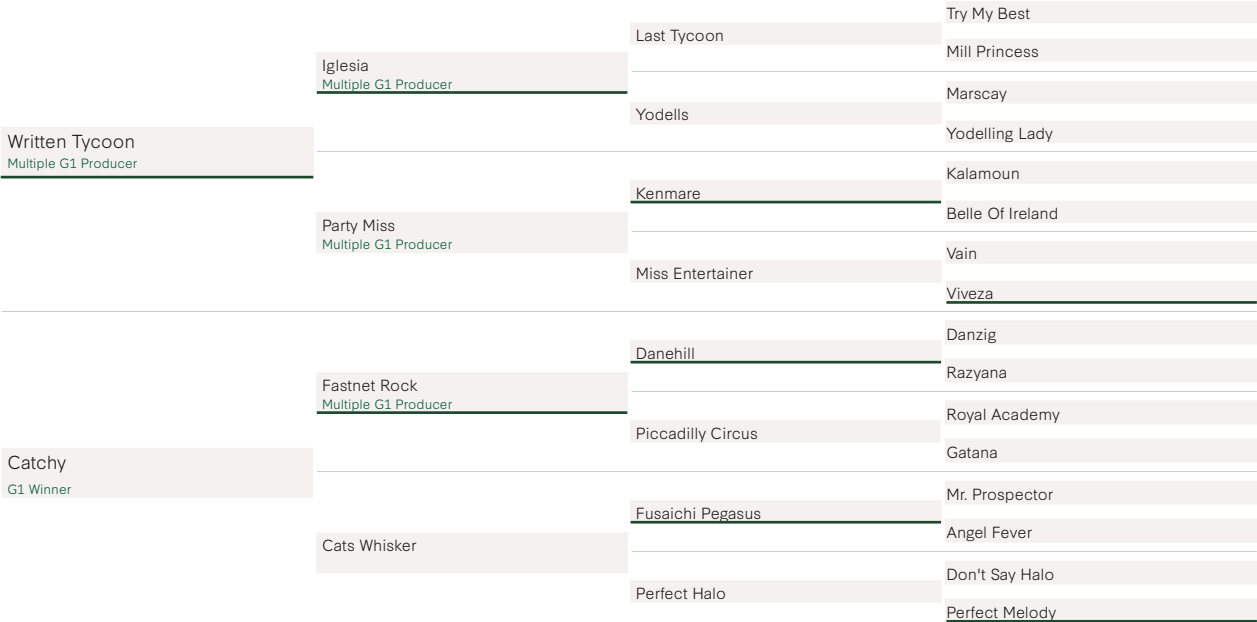 Try My Best
Last Tycoon
Mill Princess
Iglesia
Multiple G1 Producer
Marscay
Yodells
Yodelling Lady
Written Tycoon
Multiple G1 Producer
Kalamoun
Kenmare
Belle Of Ireland
Party Miss
Multiple G1 Producer
Vain
Miss Entertainer
Viveza
Danzig
Danehill
Razyana
Fastnet Rock
Multiple G1 Producer
Royal Academy
Piccadilly Circus
Gatana
Catchy
G1 Winner
Mr. Prospector
Fusaichi Pegasus
Angel Fever
Cats Whisker
Don't Say Halo
Perfect Halo
Perfect Melody